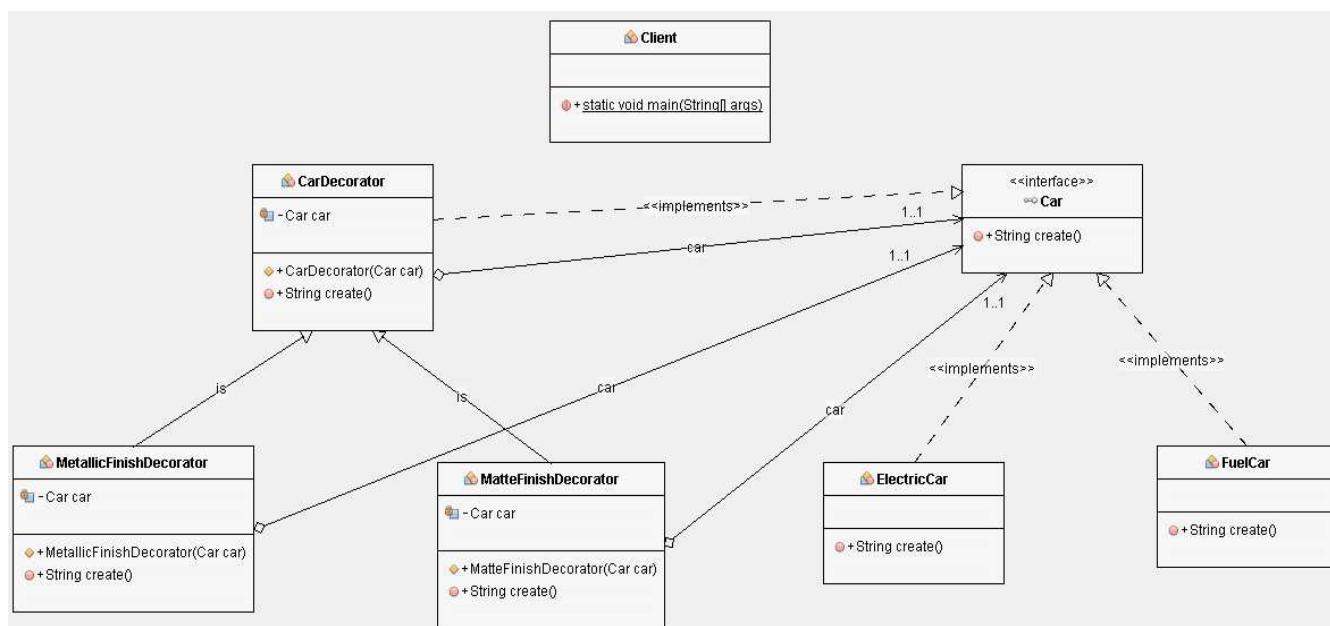 Client
+static void main(String[] args)
CarDecorator
-Car car
+CarDecorator(Car car)
+String create()
<<implements>>
1..1
car
1..1
<<interface>>
Car
+String create()
1..1
is
is
car
car
<<implements>>
<<implements>>
MetallicFinishDecorator
-Car car
+MetallicFinishDecorator(Car car)
+String create()
MatteFinishDecorator
-Car car
+MatteFinishDecorator(Car car)
+String create()
ElectricCar
+String create()
FuelCar
+String create()